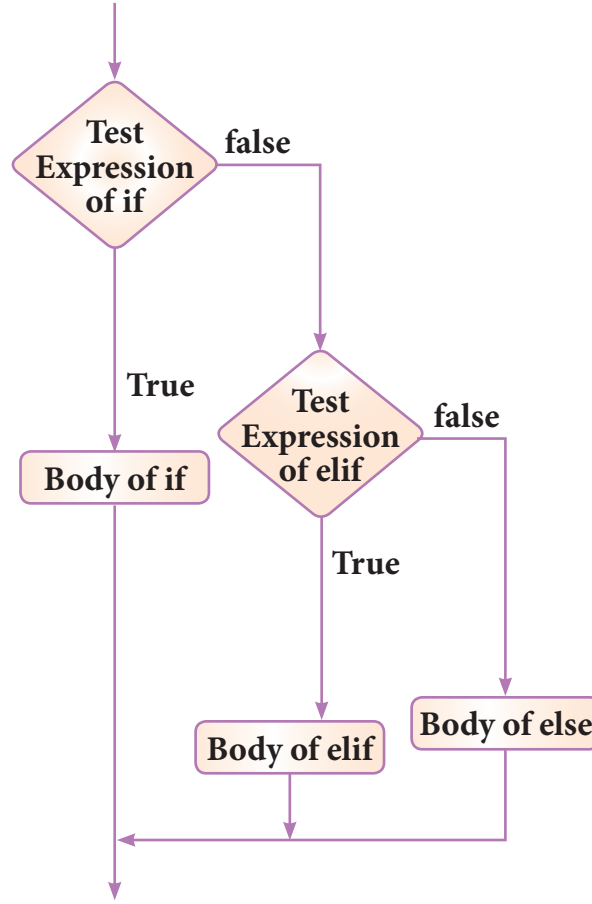 Test
Expression
of if
false
True
Body of if
Test
Expression
of elif
false
True
Body of elif
Body of else